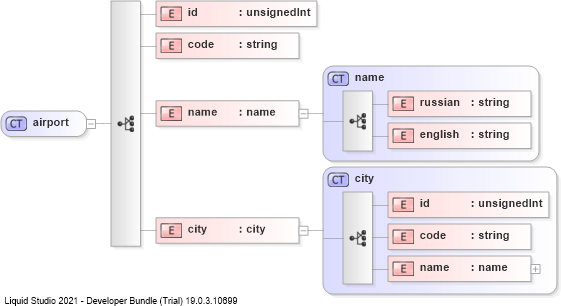 CT airport
E id : unsignedInt
E code : string
E name : name
E city : city
CT name
E russian : string
E english : string
CT city
E id : unsignedInt
E code : string
E name : name
Liquid Studio 2021 - Developer Bundle (Trial) 19.0.3.10699